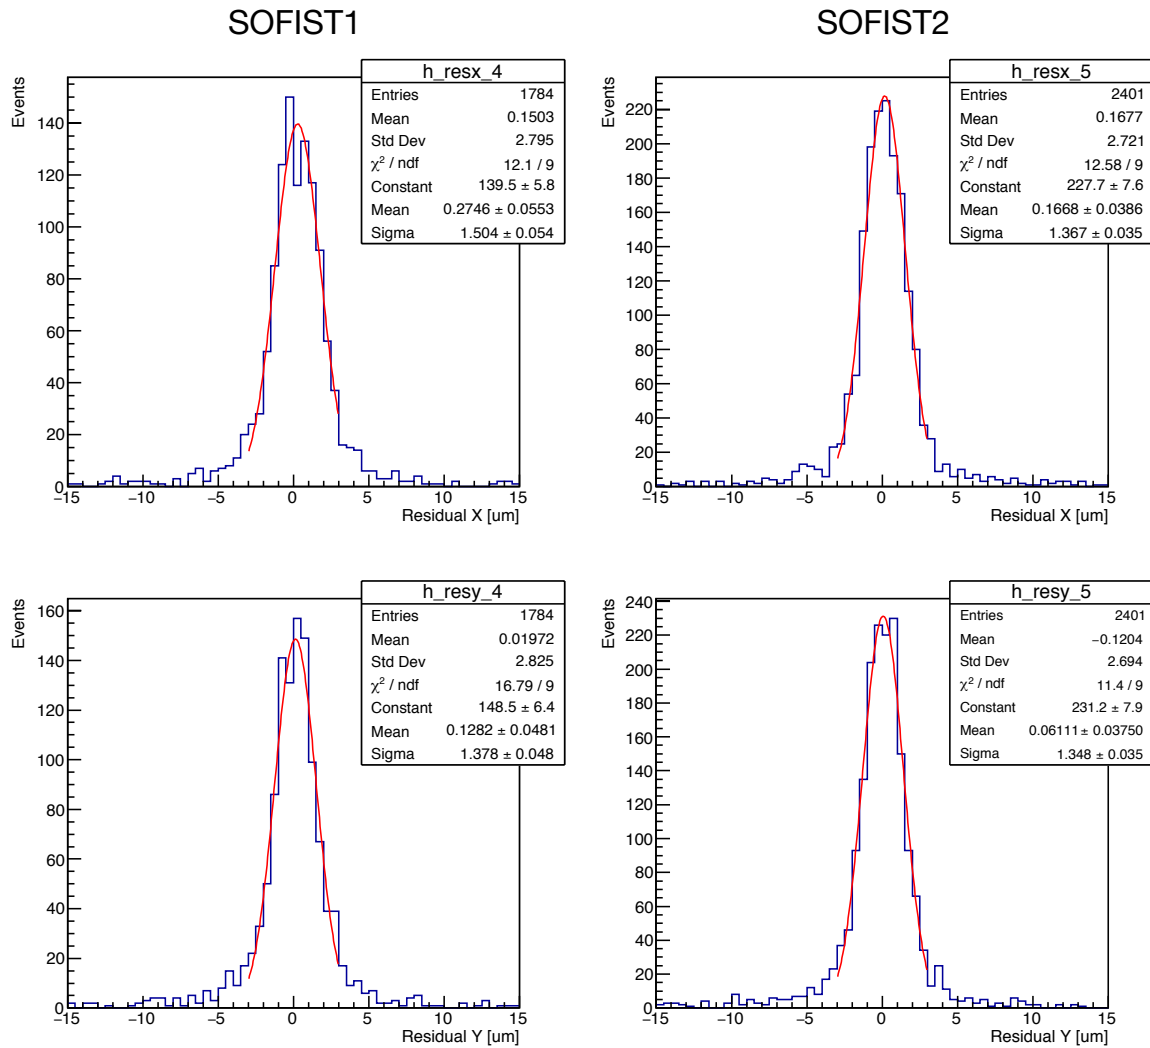 SOFIST1
SOFIST2
h_resx_4
Entries 1784
Mean 0.1503
Std Dev 2.795
χ² / ndf 12.1 / 9
Constant 139.5 ± 5.8
Mean 0.2746 ± 0.0553
Sigma 1.504 ± 0.054
Events
140
120
100
80
60
40
20
0
−15 −10 −5 0 5 10 15
Residual X [um]
h_resx_5
Entries 2401
Mean 0.1677
Std Dev 2.721
χ² / ndf 12.58 / 9
Constant 227.7 ± 7.6
Mean 0.1668 ± 0.0386
Sigma 1.367 ± 0.035
Events
220
200
180
160
140
120
100
80
60
40
20
0
−15 −10 −5 0 5 10 15
Residual X [um]
h_resy_4
Entries 1784
Mean 0.01972
Std Dev 2.825
χ² / ndf 16.79 / 9
Constant 148.5 ± 6.4
Mean 0.1282 ± 0.0481
Sigma 1.378 ± 0.048
Events
160
140
120
100
80
60
40
20
0
−15 −10 −5 0 5 10 15
Residual Y [um]
h_resy_5
Entries 2401
Mean −0.1204
Std Dev 2.694
χ² / ndf 11.4 / 9
Constant 231.2 ± 7.9
Mean 0.06111 ± 0.03750
Sigma 1.348 ± 0.035
Events
240
220
200
180
160
140
120
100
80
60
40
20
0
−15 −10 −5 0 5 10 15
Residual Y [um]